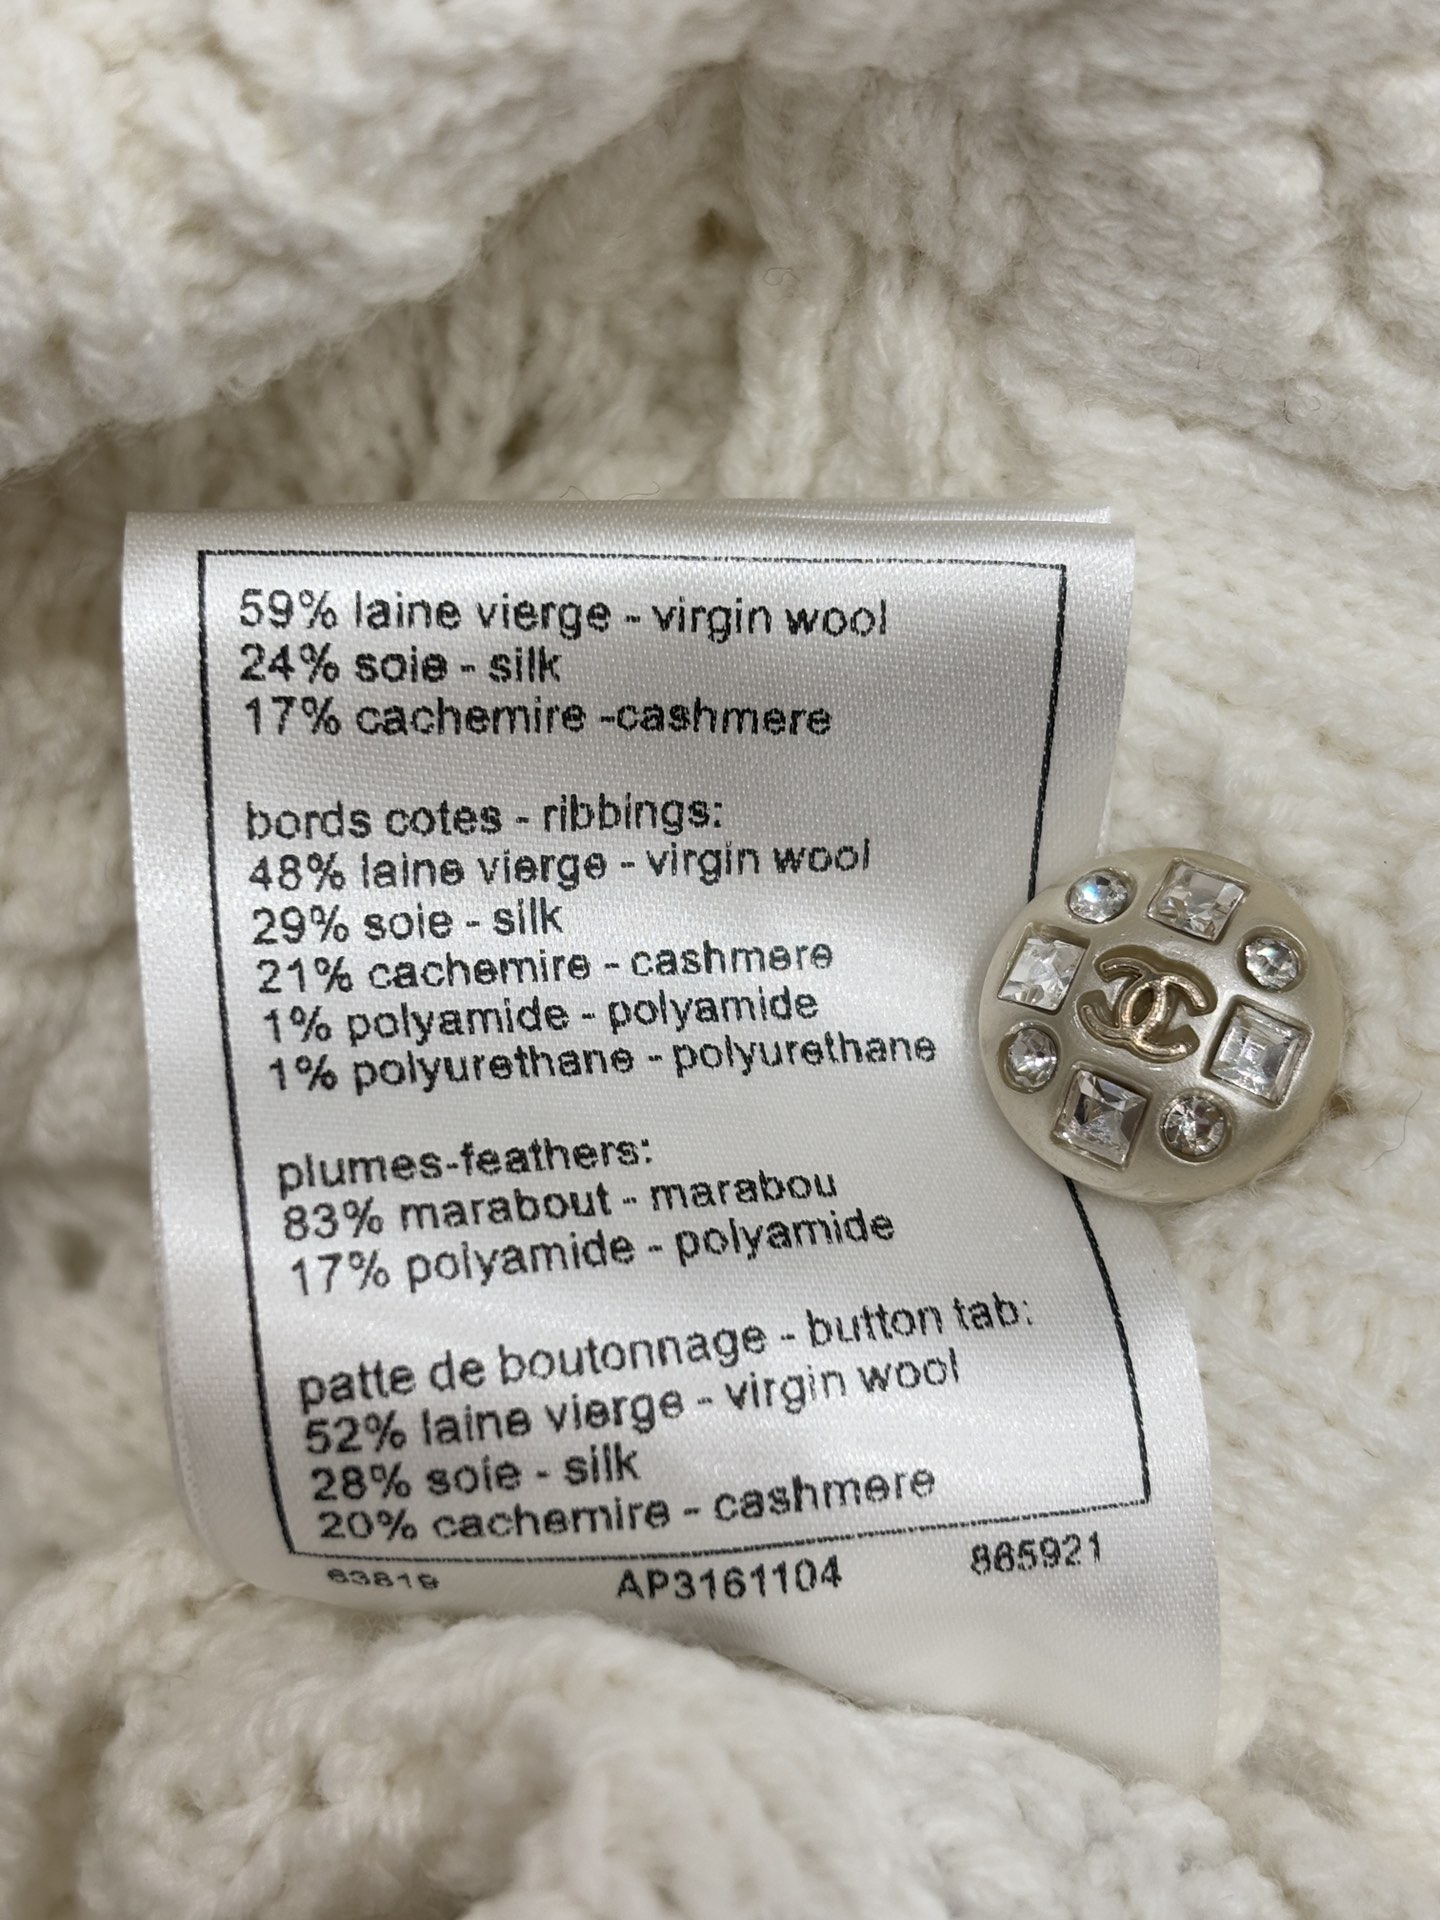 59% laine vierge - virgin wool
24% soie - silk
17% cachemire -cashmere
bords cotes - ribbings:
48% laine vierge - virgin wool
29% soie - silk
21% cachemire - cashmere
1% polyamide - polyamide
1% polyurethane - polyurethane
plumes-feathers:
83% marabout - marabou
17% polyamide - polyamide
patte de boutonnage - button tab:
52% laine vierge - virgin wool
28% soie - silk
20% cachemire - cashmere
63819 AP3161104 865921